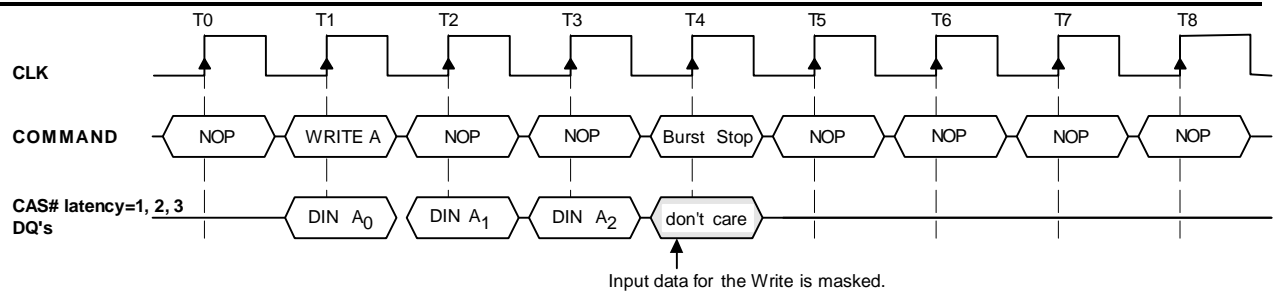 T0 T1 T2 T3 T4 T5 T6 T7 T8
CLK
COMMAND NOP WRITE A NOP NOP Burst Stop NOP NOP NOP NOP
CAS# latency=1, 2, 3
DQ's DIN A0 DIN A1 DIN A2 don't care
Input data for the Write is masked.